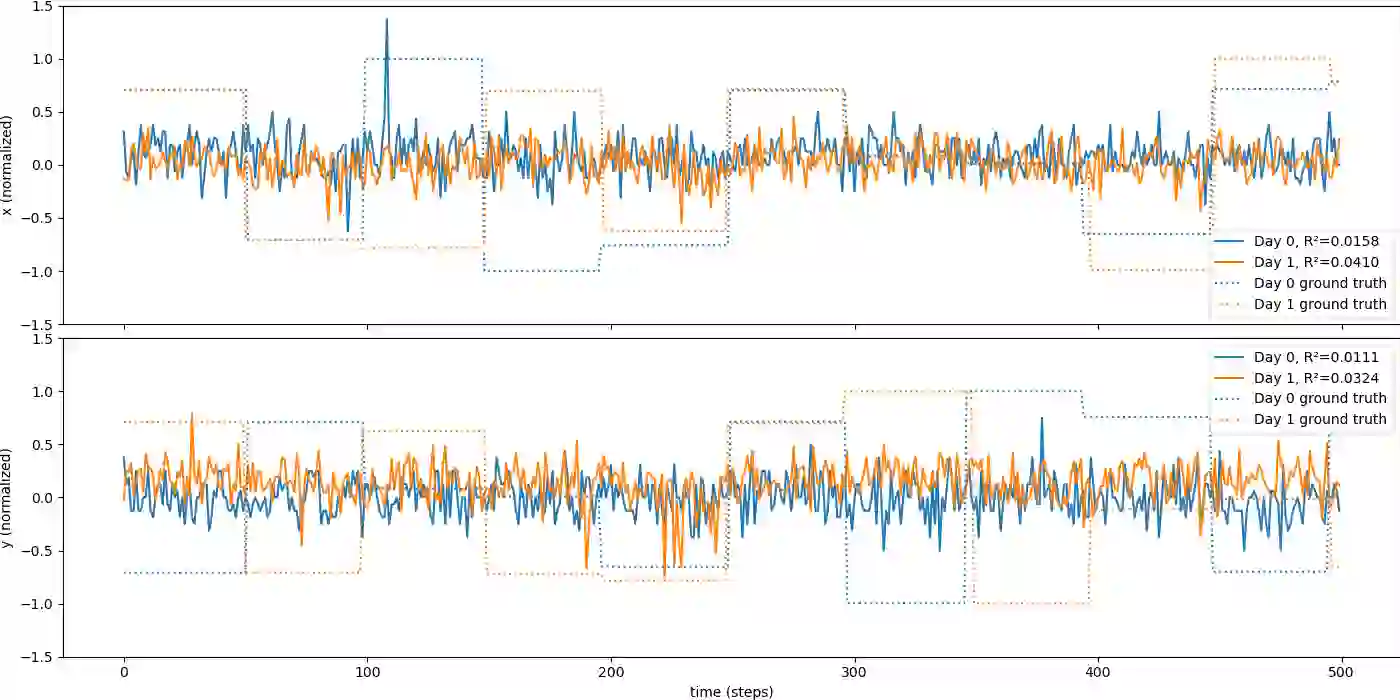 1.5
1.0
0.5
0.0
−0.5
−1.0
−1.5
x (normalized)
Day 0, R²=0.0158
Day 1, R²=0.0410
Day 0 ground truth
Day 1 ground truth
1.5
1.0
0.5
0.0
−0.5
−1.0
−1.5
y (normalized)
Day 0, R²=0.0111
Day 1, R²=0.0324
Day 0 ground truth
Day 1 ground truth
0 100 200 300 400 500
time (steps)